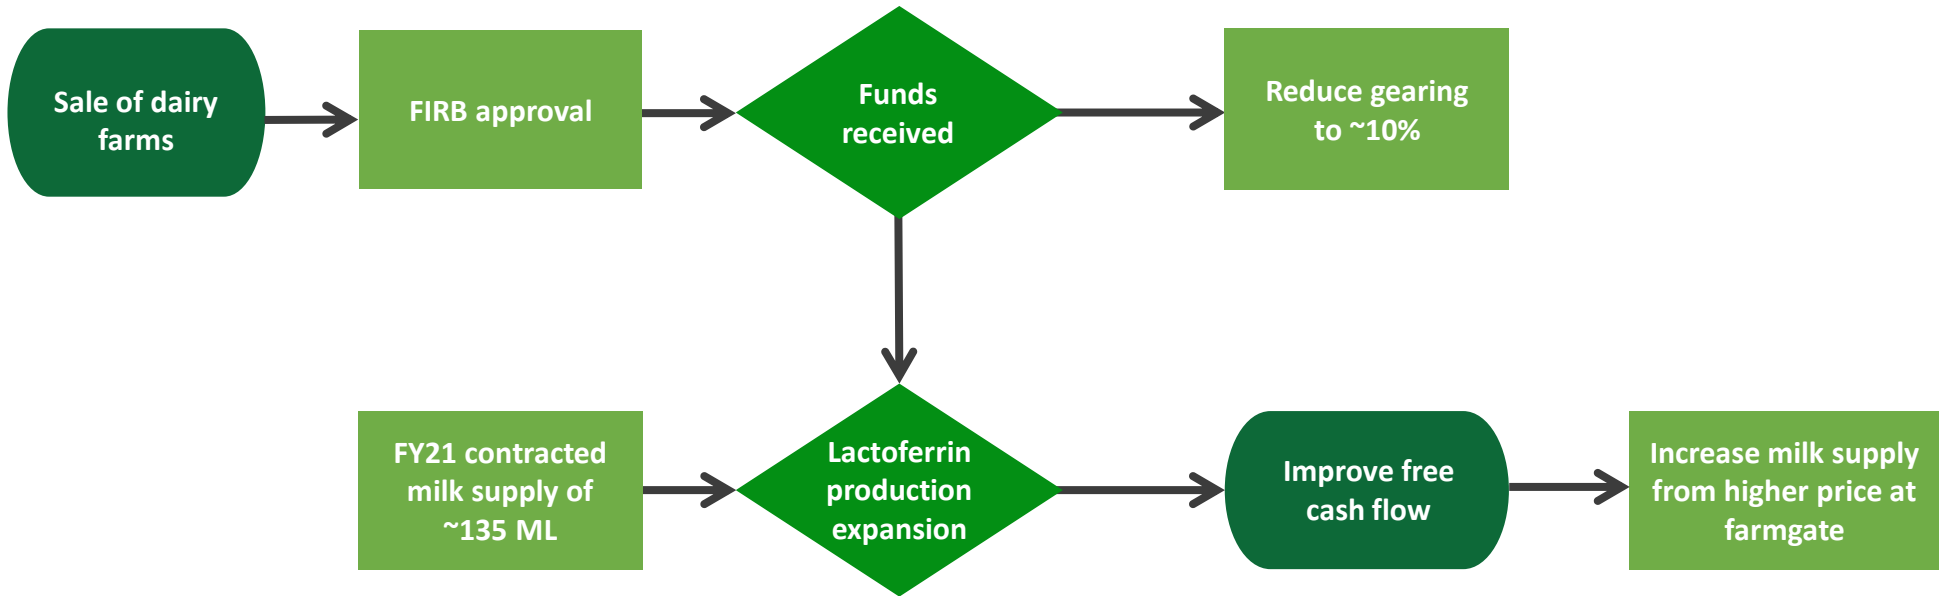 Sale of dairy
farms
FIRB approval
Funds
received
Reduce gearing
to ~10%
FY21 contracted
milk supply of
~135 ML
Lactoferrin
production
expansion
Improve free
cash flow
Increase milk supply
from higher price at
farmgate